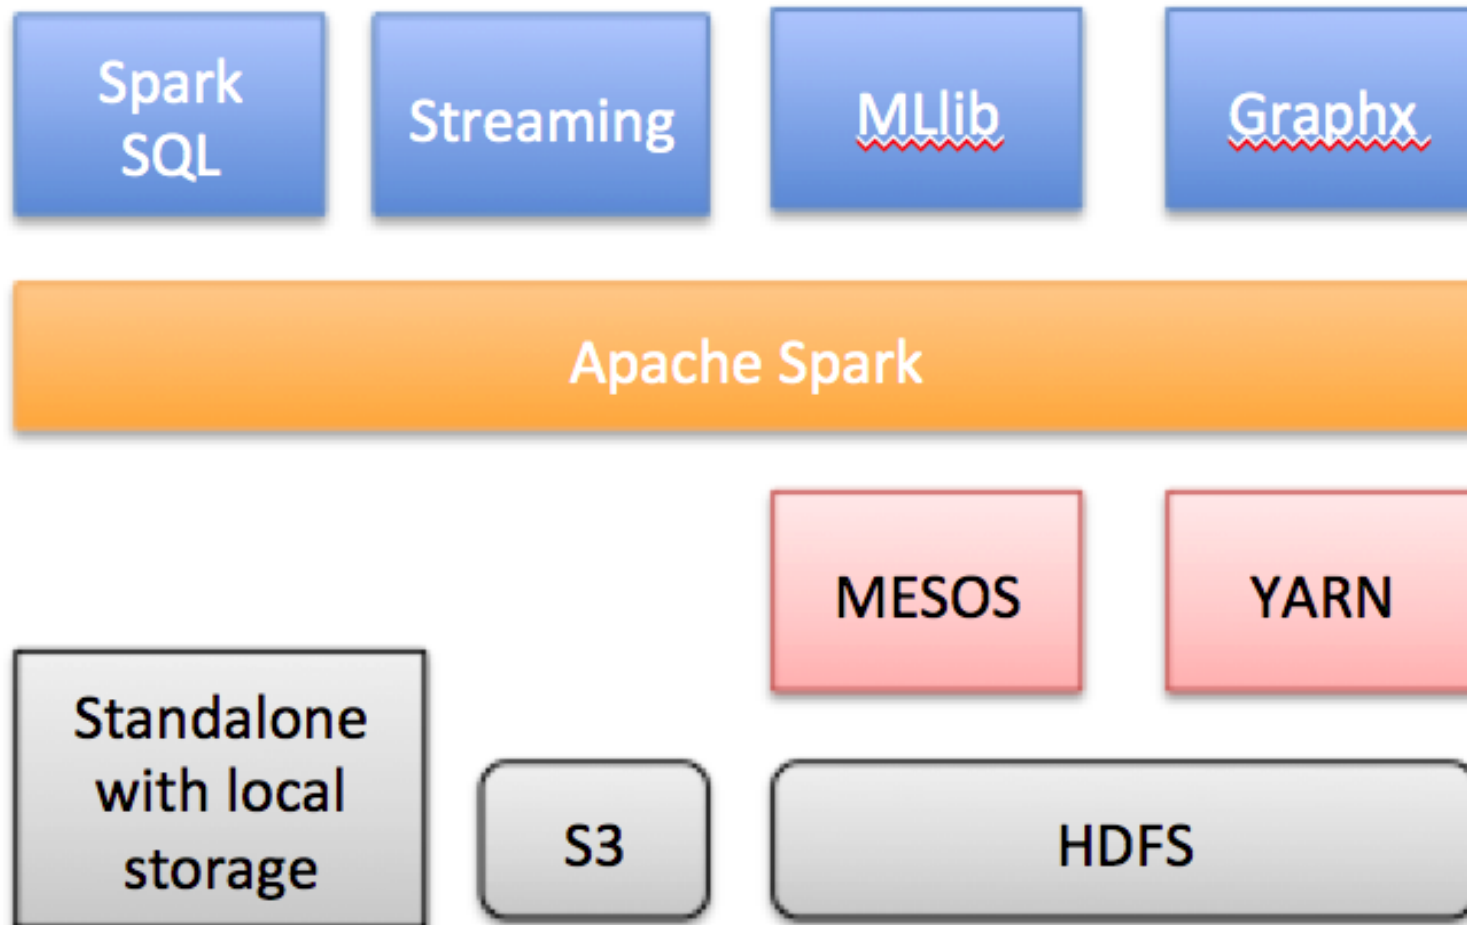 Spark
SQL
Streaming
MLlib
Graphx
Apache Spark
MESOS
YARN
Standalone
with local
storage
S3
HDFS